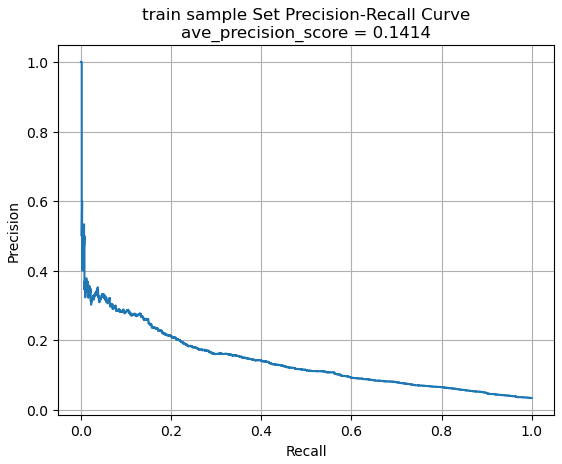 train sample Set Precision-Recall Curve
ave_precision_score = 0.1414
1.0
0.8
0.6
0.4
0.2
0.0
Precision
0.0 0.2 0.4 0.6 0.8 1.0
Recall